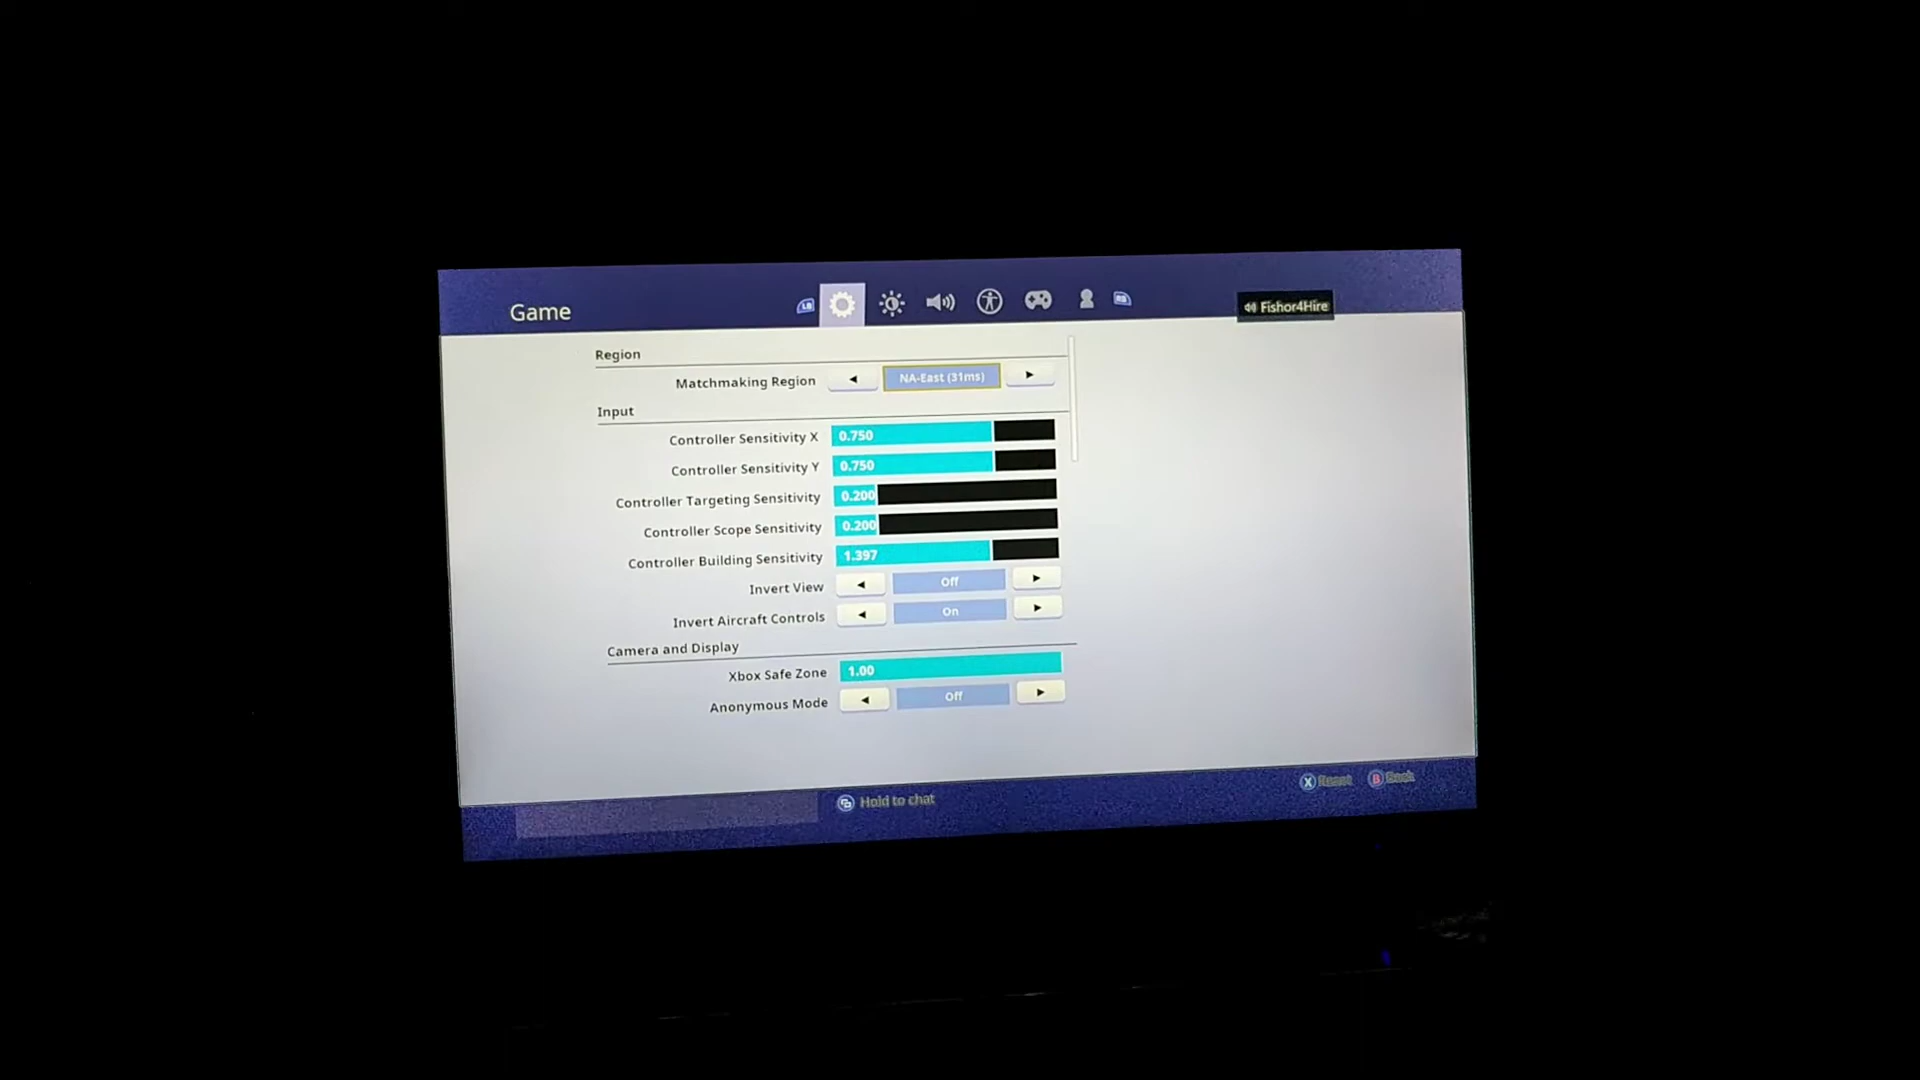 Game
LB
RB
Fishor4Hire
Region
Matchmaking Region
NA-East (31ms)
Input
Controller Sensitivity X 0.750
Controller Sensitivity Y 0.750
Controller Targeting Sensitivity 0.200
Controller Scope Sensitivity 0.200
Controller Building Sensitivity 1.397
Invert View Off
Invert Aircraft Controls On
Camera and Display
Xbox Safe Zone 1.00
Anonymous Mode Off
Hold to chat
X Reset B Back